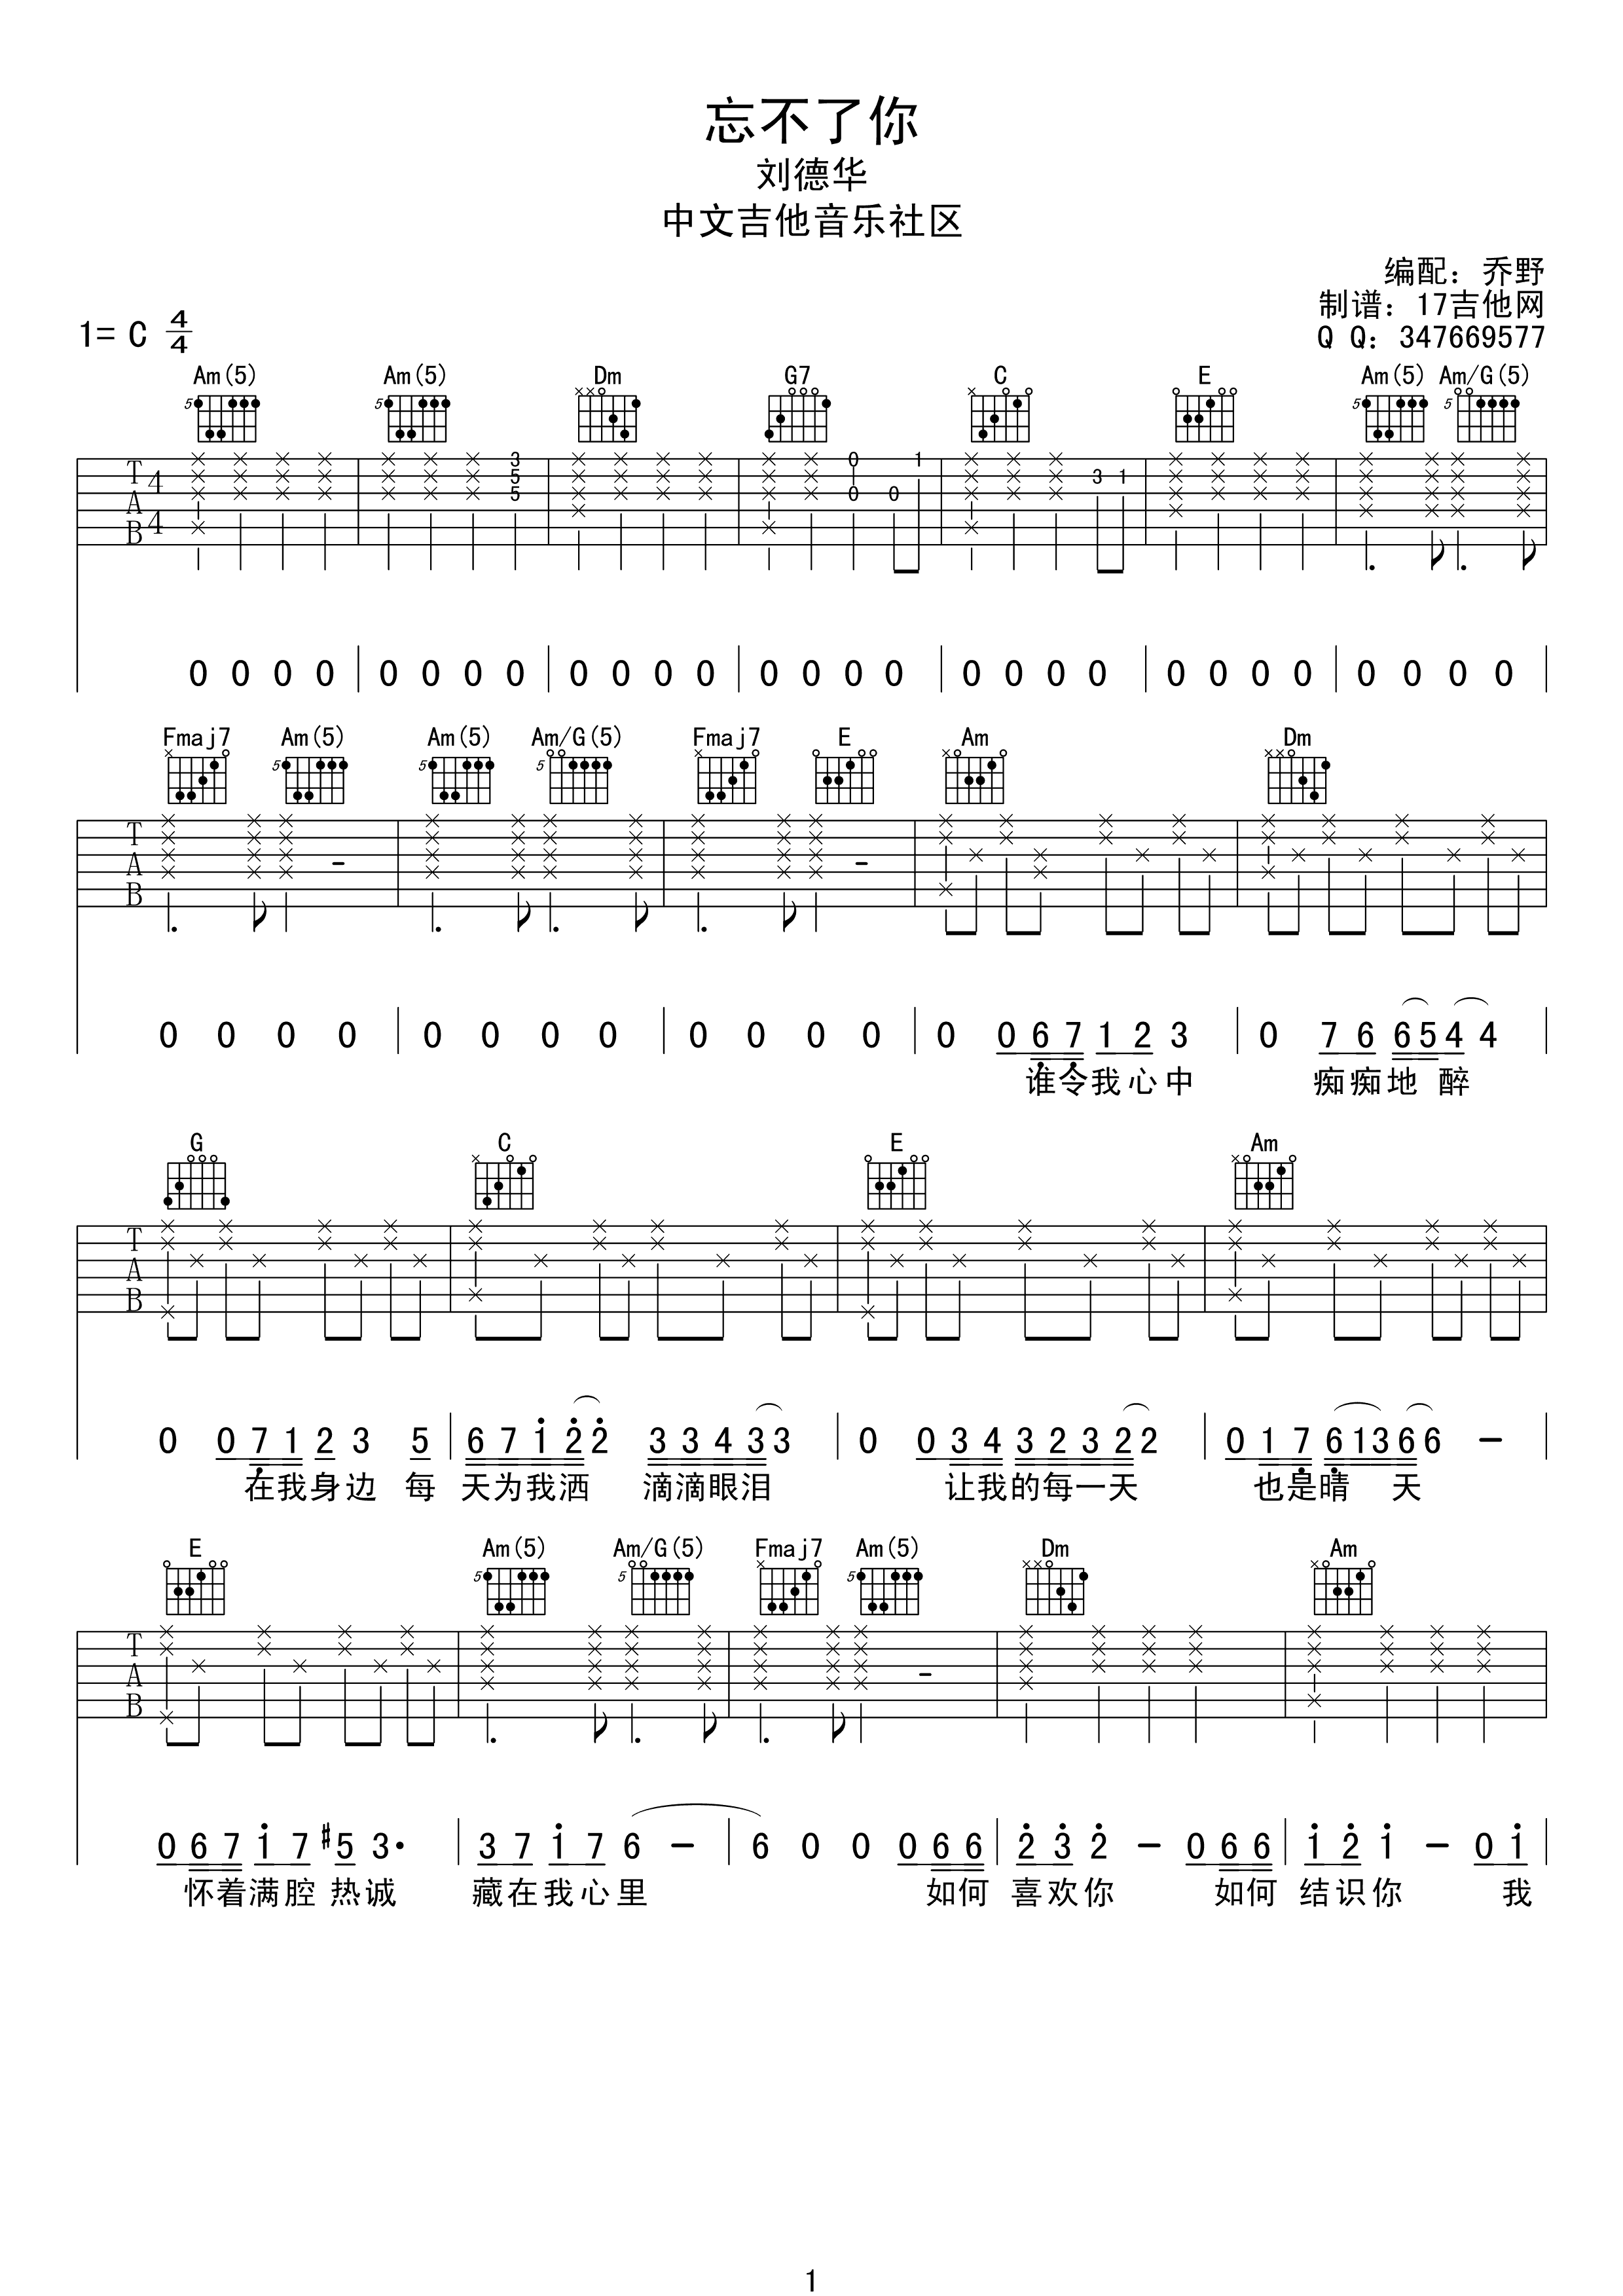 忘不了你
刘德华
中文吉他音乐社区
编配：乔野
制谱：17吉他网
1= C 4/4
Q Q：347669577
Am(5) Am(5) Dm G7 C E Am(5) Am/G(5)
5 5 5 5
T A B 4 4 3 5 5 0 0 0 1 3 1
0 0 0 0 | 0 0 0 0 | 0 0 0 0 | 0 0 0 0 | 0 0 0 0 | 0 0 0 0 | 0 0 0 0 |
Fmaj7 Am(5) Am(5) Am/G(5) Fmaj7 E Am Dm
5 5 5
T A B
0 0 0 0 | 0 0 0 0 | 0 0 0 0 | 0 0 6 7 1 2 3 | 0 7 6 6 5 4 4 |
谁令我心中 痴痴地 醉
G C E Am
T A B
0 0 7 1 2 3 5 | 6 7 1 2 2 3 3 4 3 3 | 0 0 3 4 3 2 3 2 2 | 0 1 7 6 1 3 6 6 - |
在我身边 每 天为我洒 滴滴眼泪 让我的每一天 也是晴 天
E Am(5) Am/G(5) Fmaj7 Am(5) Dm Am
5 5 5
T A B
0 6 7 1 7 #5 3· | 3 7 1 7 6 - | 6 0 0 0 6 6 | 2 3 2 - 0 6 6 | 1 2 1 - 0 1 |
怀着满腔 热诚 藏在我心里 如何 喜欢你 如何 结识你 我
1